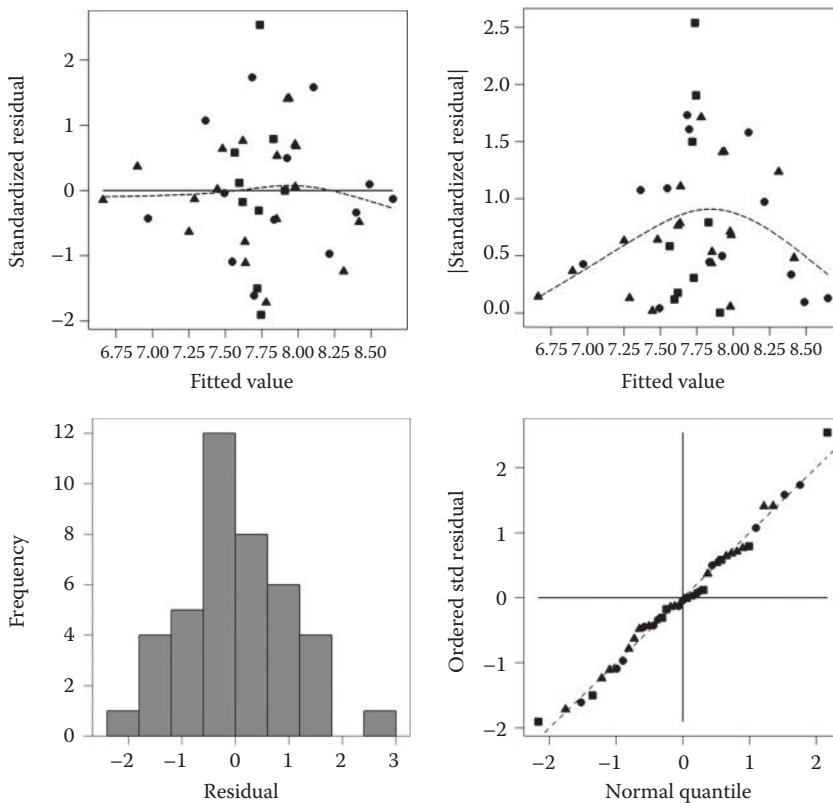 Standardized residual
2
1
0
−1
−2
6.75 7.00 7.25 7.50 7.75 8.00 8.25 8.50
Fitted value
|Standardized residual|
2.5
2.0
1.5
1.0
0.5
0.0
6.75 7.00 7.25 7.50 7.75 8.00 8.25 8.50
Fitted value
Frequency
12
10
8
6
4
2
0
−2 −1 0 1 2 3
Residual
Ordered std residual
2
1
0
−1
−2
−2 −1 0 1 2
Normal quantile